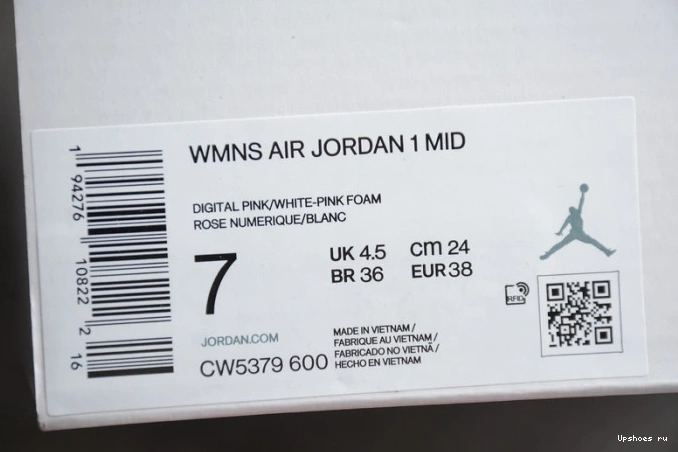 WMNS AIR JORDAN 1 MID
DIGITAL PINK/WHITE-PINK FOAM
ROSE NUMERIQUE/BLANC
7
UK 4.5 cm 24
BR 36 EUR 38
RFID
JORDAN.COM
CW5379 600
MADE IN VIETNAM /
FABRIQUE AU VIETNAM /
FABRICADO NO VIETNÃ /
HECHO EN VIETNAM
1 94276 10822 2 16
Upshoes ru